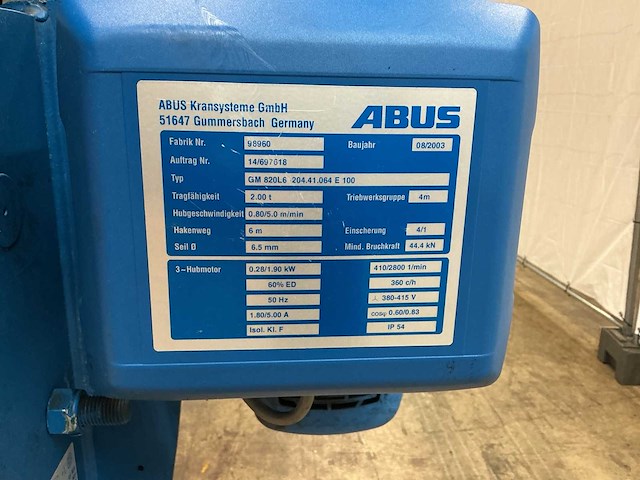 ABUS Kransysteme GmbH
51647 Gummersbach Germany
ABUS
Fabrik Nr. 98960 Baujahr 08/2003
Auftrag Nr. 14/697618
Typ GM 820L6 204.41.064 E 100
Tragfähigkeit 2.00 t Triebwerksgruppe 4m
Hubgeschwindigkeit 0.80/5.0 m/min
Hakenweg 6 m Einscherung 4/1
Seil Ø 6.5 mm Mind. Bruchkraft 44.4 kN
3~Hubmotor 0.28/1.90 kW 410/2800 1/min
60% ED 360 c/h
50 Hz ⅄ 380-415 V
1.80/5.00 A cosφ 0.60/0.83
Isol. Kl. F IP 54